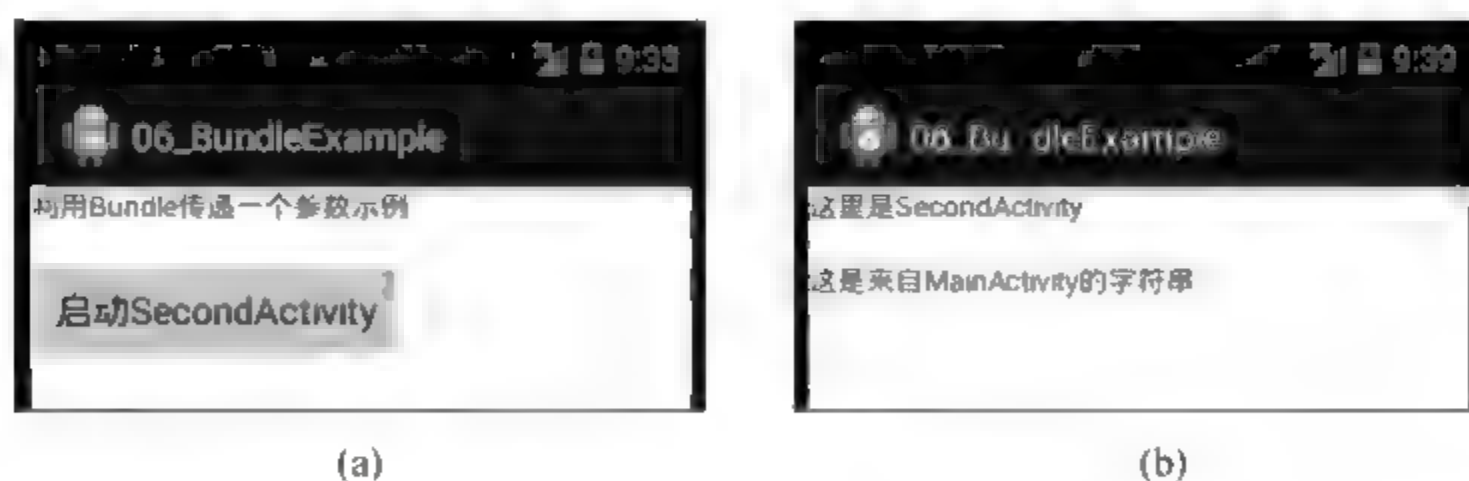 9:33
06_BundleExample
利用Bundle传递一个参数示例
启动SecondActivity
(a)
9:39
06_BundleExample
这里是SecondActivity
这是来自MainActivity的字符串
(b)